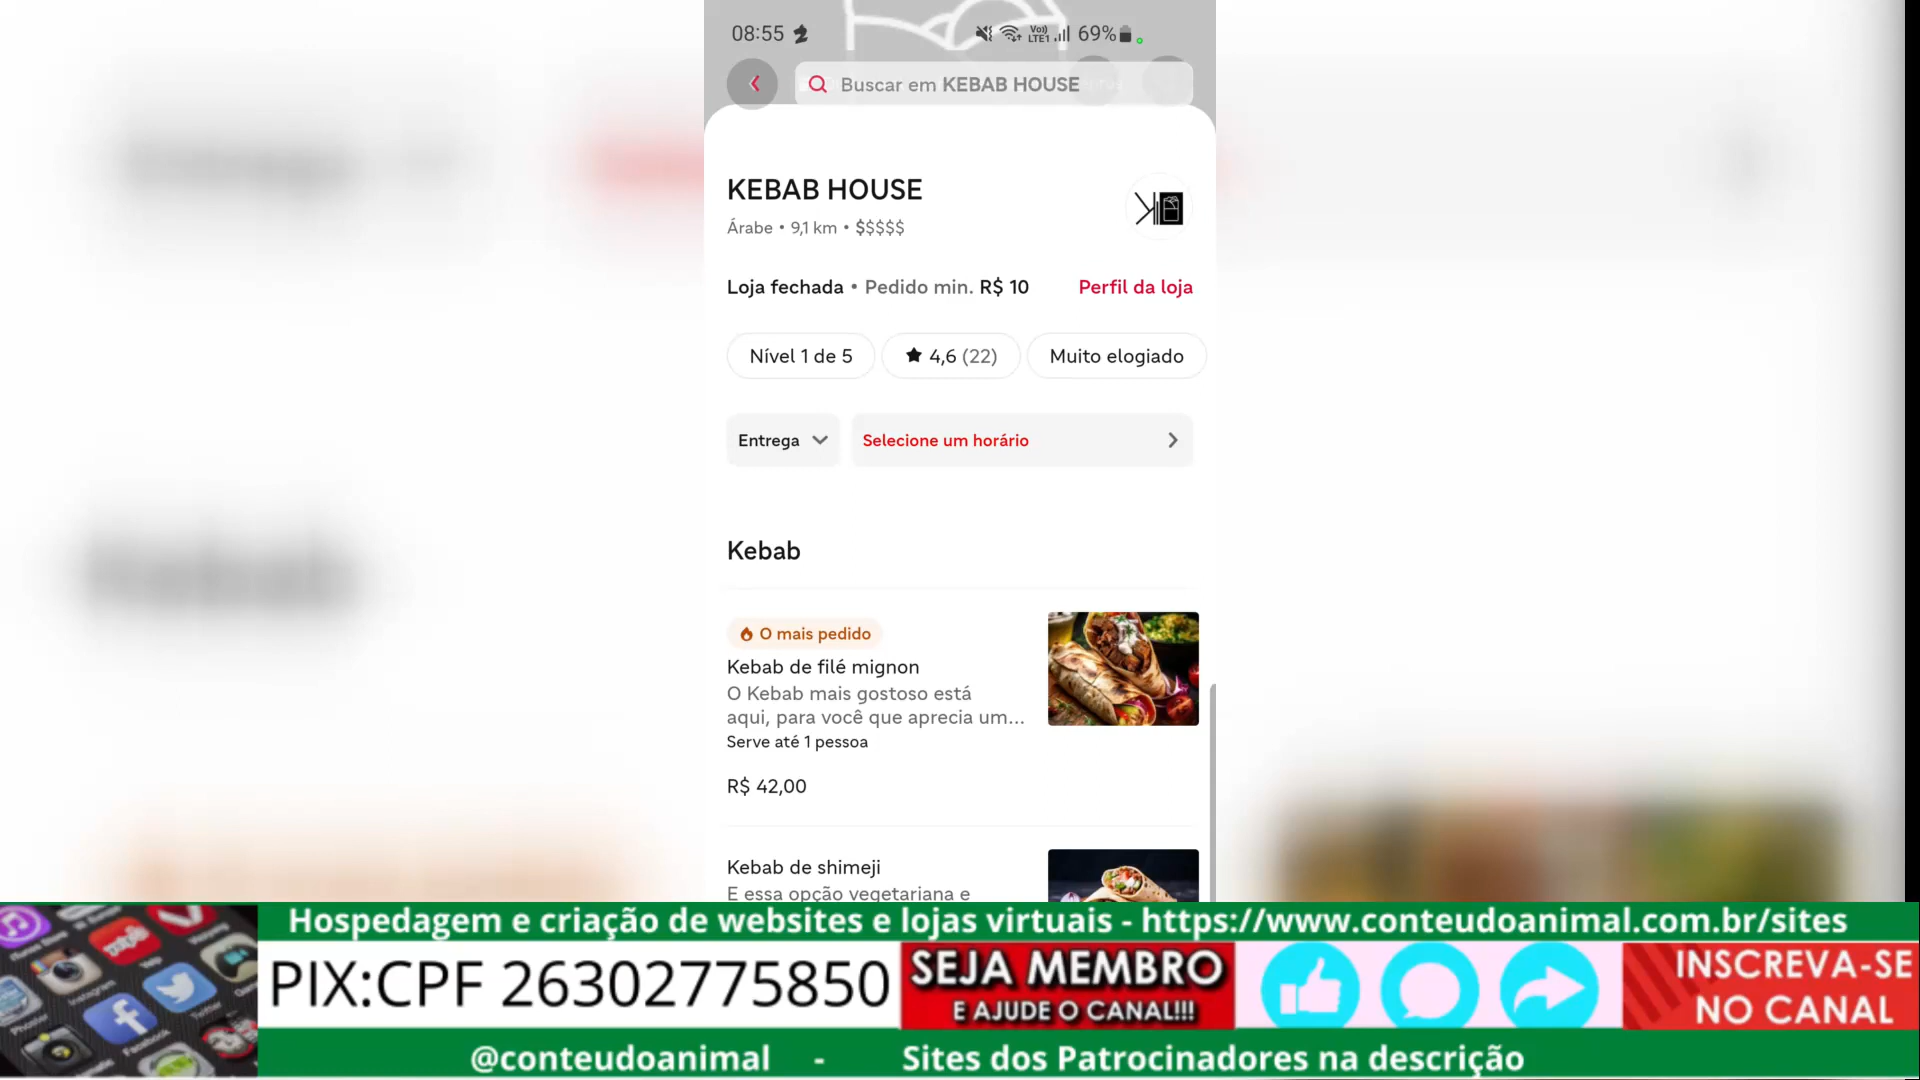 08:55
Vo))
LTE1
69%
Buscar em KEBAB HOUSE
KEBAB HOUSE
Árabe • 9,1 km • $$$$$
Loja fechada • Pedido min. R$ 10
Perfil da loja
Nível 1 de 5
4,6 (22)
Muito elogiado
Entrega
Selecione um horário
Kebab
O mais pedido
Kebab de filé mignon
O Kebab mais gostoso está
aqui, para você que aprecia um...
Serve até 1 pessoa
R$ 42,00
Kebab de shimeji
E essa opção vegetariana e
Hospedagem e criação de websites e lojas virtuais - https://www.conteudoanimal.com.br/sites
PIX:CPF 26302775850
SEJA MEMBRO
E AJUDE O CANAL!!!
INSCREVA-SE
NO CANAL
@conteudoanimal - Sites dos Patrocinadores na descrição